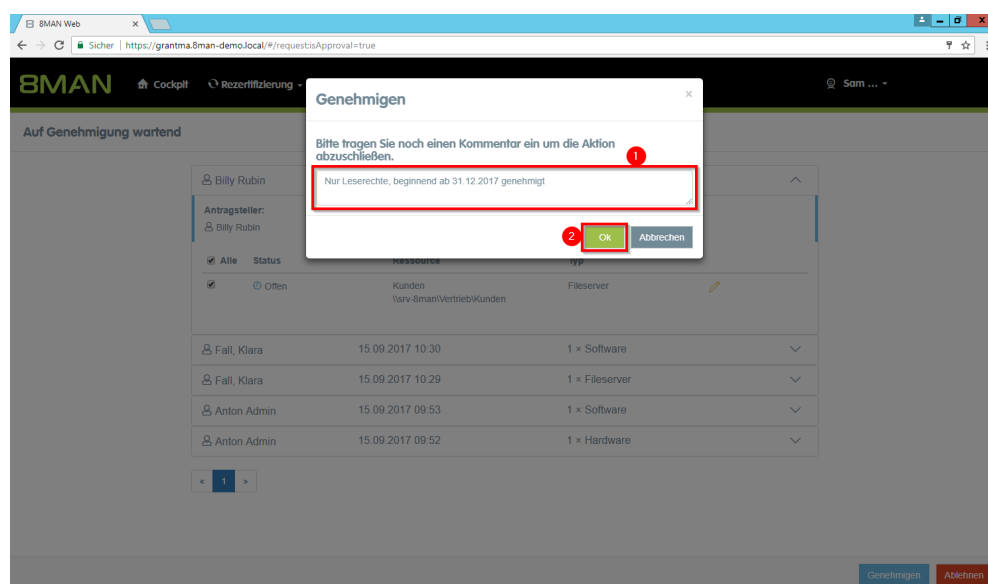 8MAN Web
Sicher | https://grantma.8man-demo.local/#/request:isApproval=true
8MAN Cockpit Rezertifizierung Sam ...
Genehmigen ×
Auf Genehmigung wartend
Bitte tragen Sie noch einen Kommentar ein um die Aktion
abzuschließen.
1
Nur Leserechte, beginnend ab 31.12.2017 genehmigt
2 Ok Abbrechen
Billy Rubin
Antragsteller:
Billy Rubin
Alle Status Ressource Typ
Offen Kunden Fileserver
\\srv-8man\Vertrieb\Kunden
Fall, Klara 15.09.2017 10:30 1 × Software
Fall, Klara 15.09.2017 10:29 1 × Fileserver
Anton Admin 15.09.2017 09:53 1 × Software
Anton Admin 15.09.2017 09:52 1 × Hardware
« 1 »
Genehmigen Ablehnen